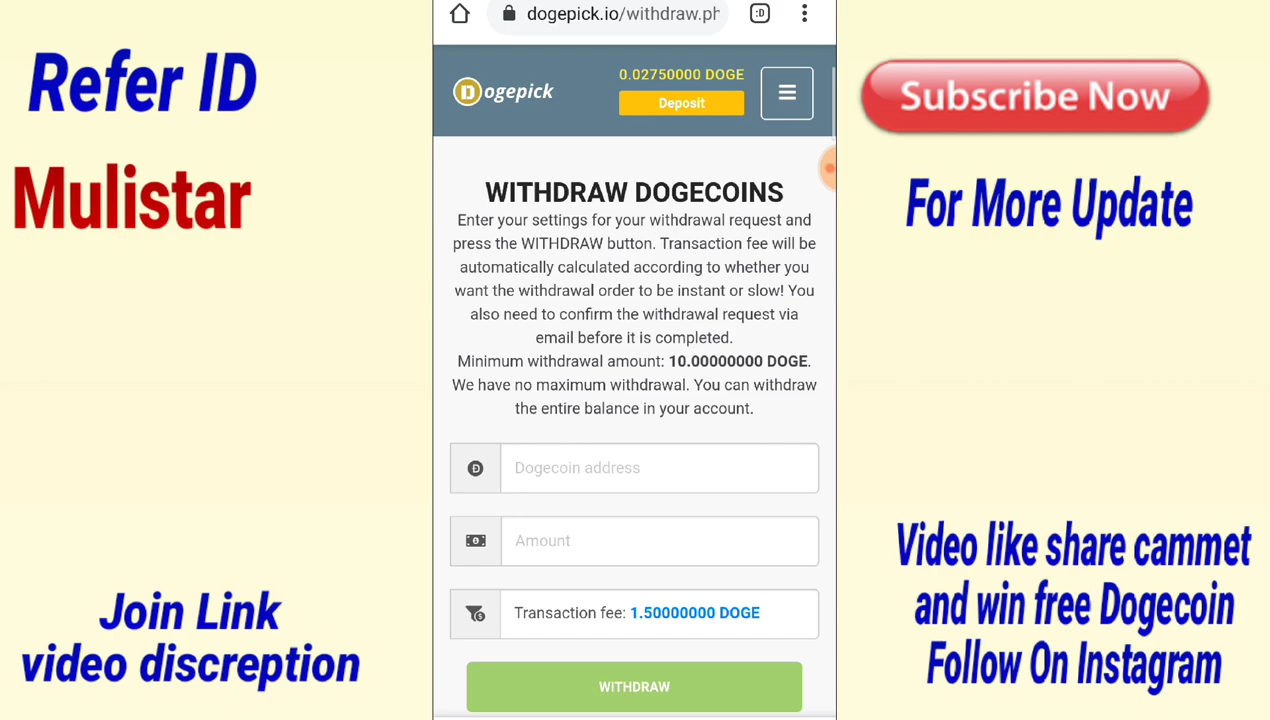 Refer ID
Mulistar
Join Link
video discreption
dogepick.io/withdraw.ph
:D
Dogepick
0.02750000 DOGE
Deposit
WITHDRAW DOGECOINS
Enter your settings for your withdrawal request and
press the WITHDRAW button. Transaction fee will be
automatically calculated according to whether you
want the withdrawal order to be instant or slow! You
also need to confirm the withdrawal request via
email before it is completed.
Minimum withdrawal amount: 10.00000000 DOGE.
We have no maximum withdrawal. You can withdraw
the entire balance in your account.
Dogecoin address
Amount
Transaction fee: 1.50000000 DOGE
WITHDRAW
Subscribe Now
For More Update
Video like share cammet
and win free Dogecoin
Follow On Instagram